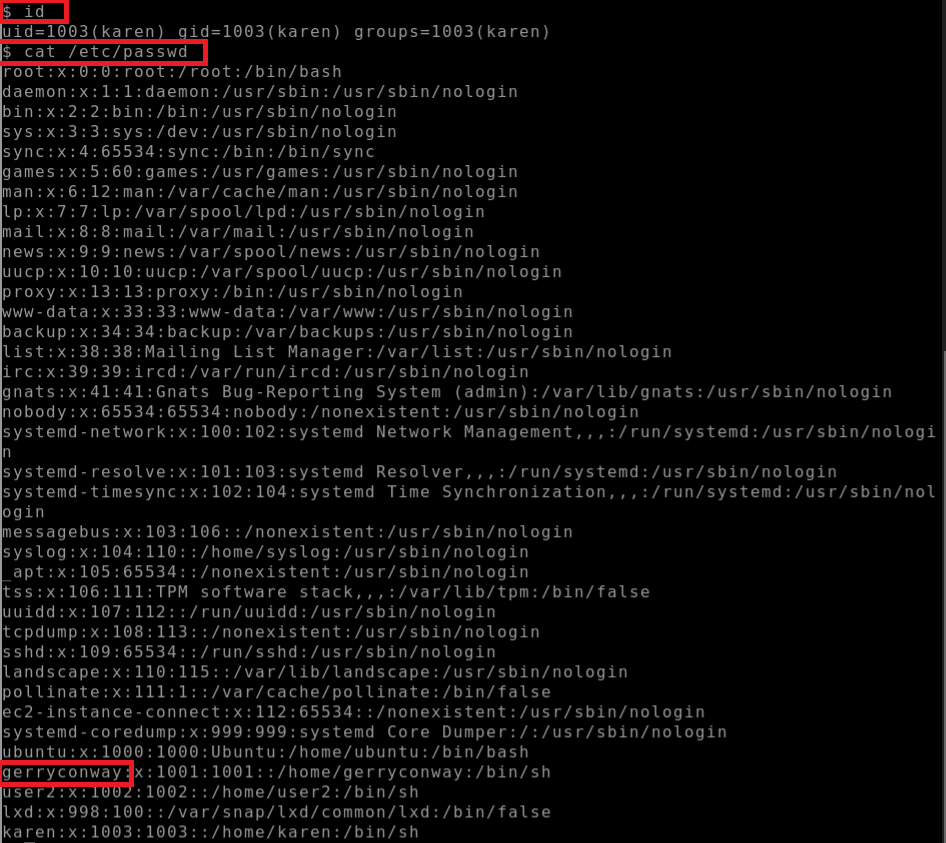 $ id
uid=1003(karen) gid=1003(karen) groups=1003(karen)
$ cat /etc/passwd
root:x:0:0:root:/root:/bin/bash
daemon:x:1:1:daemon:/usr/sbin:/usr/sbin/nologin
bin:x:2:2:bin:/bin:/usr/sbin/nologin
sys:x:3:3:sys:/dev:/usr/sbin/nologin
sync:x:4:65534:sync:/bin:/bin/sync
games:x:5:60:games:/usr/games:/usr/sbin/nologin
man:x:6:12:man:/var/cache/man:/usr/sbin/nologin
lp:x:7:7:lp:/var/spool/lpd:/usr/sbin/nologin
mail:x:8:8:mail:/var/mail:/usr/sbin/nologin
news:x:9:9:news:/var/spool/news:/usr/sbin/nologin
uucp:x:10:10:uucp:/var/spool/uucp:/usr/sbin/nologin
proxy:x:13:13:proxy:/bin:/usr/sbin/nologin
www-data:x:33:33:www-data:/var/www:/usr/sbin/nologin
backup:x:34:34:backup:/var/backups:/usr/sbin/nologin
list:x:38:38:Mailing List Manager:/var/list:/usr/sbin/nologin
irc:x:39:39:ircd:/var/run/ircd:/usr/sbin/nologin
gnats:x:41:41:Gnats Bug-Reporting System (admin):/var/lib/gnats:/usr/sbin/nologin
nobody:x:65534:65534:nobody:/nonexistent:/usr/sbin/nologin
systemd-network:x:100:102:systemd Network Management,,,:/run/systemd:/usr/sbin/nologi
n
systemd-resolve:x:101:103:systemd Resolver,,,:/run/systemd:/usr/sbin/nologin
systemd-timesync:x:102:104:systemd Time Synchronization,,,:/run/systemd:/usr/sbin/nol
ogin
messagebus:x:103:106::/nonexistent:/usr/sbin/nologin
syslog:x:104:110::/home/syslog:/usr/sbin/nologin
_apt:x:105:65534::/nonexistent:/usr/sbin/nologin
tss:x:106:111:TPM software stack,,,:/var/lib/tpm:/bin/false
uuidd:x:107:112::/run/uuidd:/usr/sbin/nologin
tcpdump:x:108:113::/nonexistent:/usr/sbin/nologin
sshd:x:109:65534::/run/sshd:/usr/sbin/nologin
landscape:x:110:115::/var/lib/landscape:/usr/sbin/nologin
pollinate:x:111:1::/var/cache/pollinate:/bin/false
ec2-instance-connect:x:112:65534::/nonexistent:/usr/sbin/nologin
systemd-coredump:x:999:999:systemd Core Dumper:/:/usr/sbin/nologin
ubuntu:x:1000:1000:Ubuntu:/home/ubuntu:/bin/bash
gerryconway:x:1001:1001::/home/gerryconway:/bin/sh
user2:x:1002:1002::/home/user2:/bin/sh
lxd:x:998:100::/var/snap/lxd/common/lxd:/bin/false
karen:x:1003:1003::/home/karen:/bin/sh